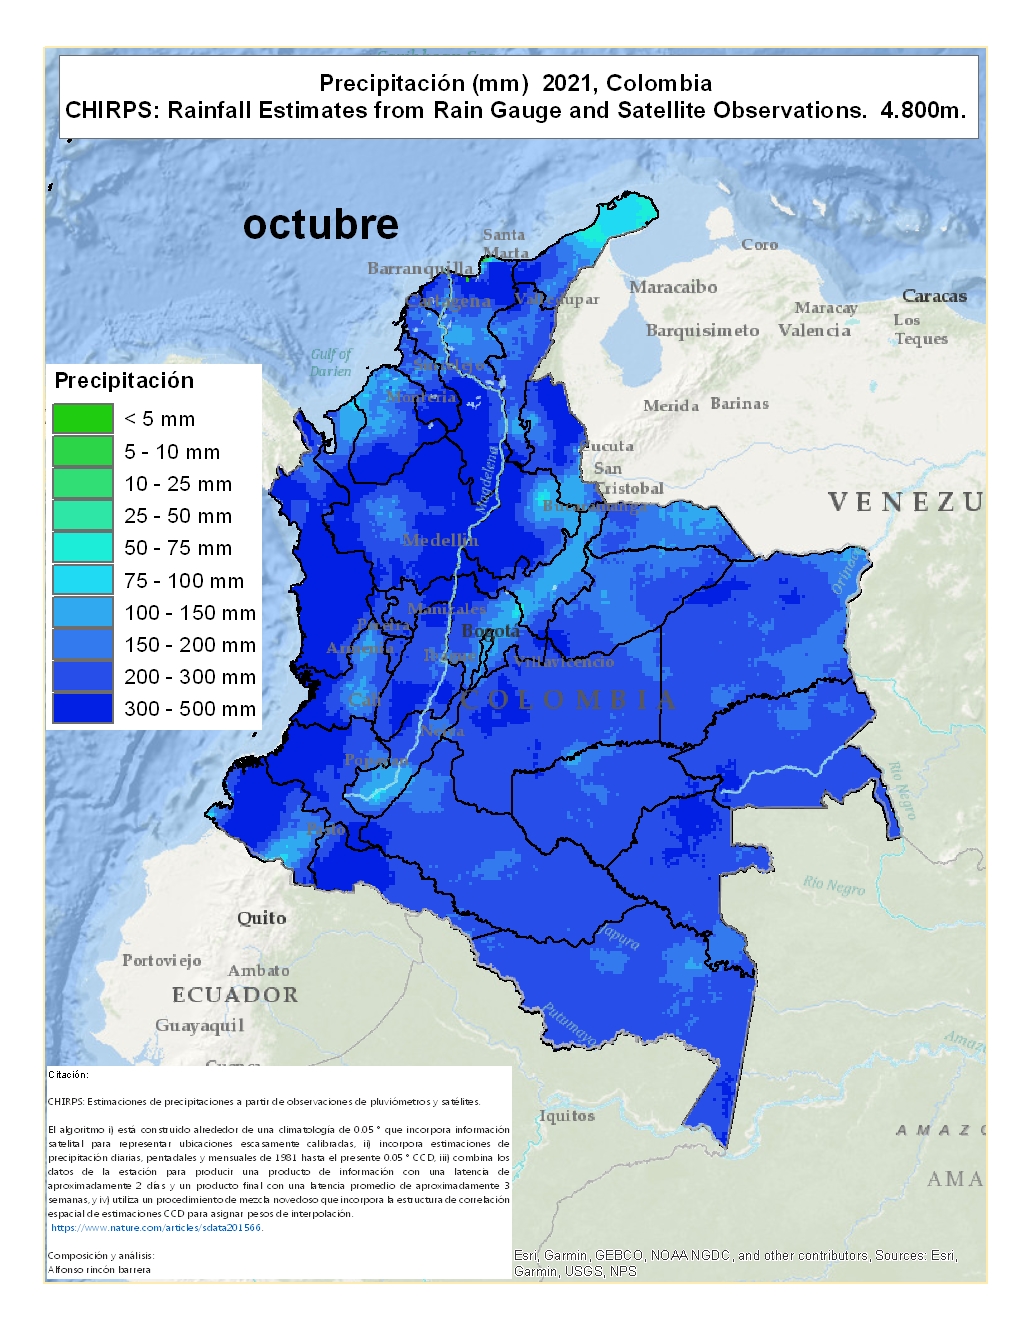 Precipitación (mm)  2021, Colombia
CHIRPS: Rainfall Estimates from Rain Gauge and Satellite Observations.  4.800m.
octubre
Santa
Marta
Barranquilla
Coro
Cartagena
Valledupar
Maracaibo
Caracas
Maracay
Barquisimeto
Valencia
Los
Teques
Gulf of
Darien
Sincelejo
Montería
Merida
Barinas
Precipitación
< 5 mm
5 - 10 mm
10 - 25 mm
25 - 50 mm
50 - 75 mm
75 - 100 mm
100 - 150 mm
150 - 200 mm
200 - 300 mm
300 - 500 mm
Cucuta
San
Cristobal
Magdelena
Bucaramanga
VENEZU
Medellin
Orinoco
Manizales
Pereira
Bogota
Armenia
Ibague
Villavicencio
Cali
COLOMBIA
Neiva
Popayan
Rio Negro
Pasto
Rio Negro
Quito
Japura
Portoviejo
Ambato
ECUADOR
Guayaquil
Putumayo
Amazo
Cuenca
Iquitos
AMAZO
AMA
Citación:
CHIRPS: Estimaciones de precipitaciones a partir de observaciones de pluviómetros y satélites.
El algoritmo i) está construido alrededor de una climatología de 0.05 ° que incorpora información
satelital para representar ubicaciones escasamente calibradas, ii) incorpora estimaciones de
precipitación diarias, pentadales y mensuales de 1981 hasta el presente 0.05 ° CCD, iii) combina los
datos de la estación para producir una producto de información con una latencia de
aproximadamente 2 días y un producto final con una latencia promedio de aproximadamente 3
semanas, y iv) utiliza un procedimiento de mezcla novedoso que incorpora la estructura de correlación
espacial de estimaciones CCD para asignar pesos de interpolación.
https://www.nature.com/articles/sdata201566.
Composición y análisis:
Alfonso rincón barrera
Esri, Garmin, GEBCO, NOAA NGDC, and other contributors, Sources: Esri,
Garmin, USGS, NPS